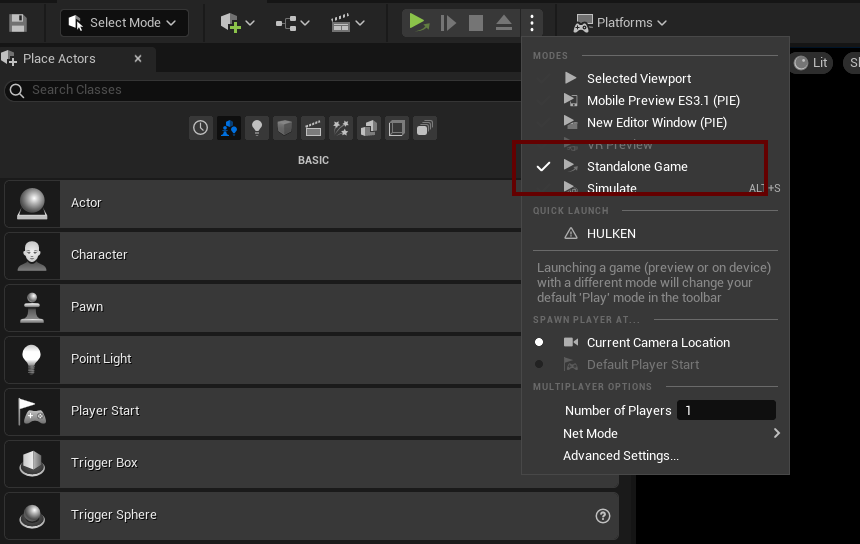 Select Mode
Platforms
Place Actors
Lit
Search Classes
BASIC
Actor
Character
Pawn
Point Light
Player Start
Trigger Box
Trigger Sphere
MODES
Selected Viewport
Mobile Preview ES3.1 (PIE)
New Editor Window (PIE)
VR Preview
Standalone Game
Simulate ALT+S
QUICK LAUNCH
HULKEN
Launching a game (preview or on device)
with a different mode will change your
default 'Play' mode in the toolbar
SPAWN PLAYER AT...
Current Camera Location
Default Player Start
MULTIPLAYER OPTIONS
Number of Players 1
Net Mode
Advanced Settings...